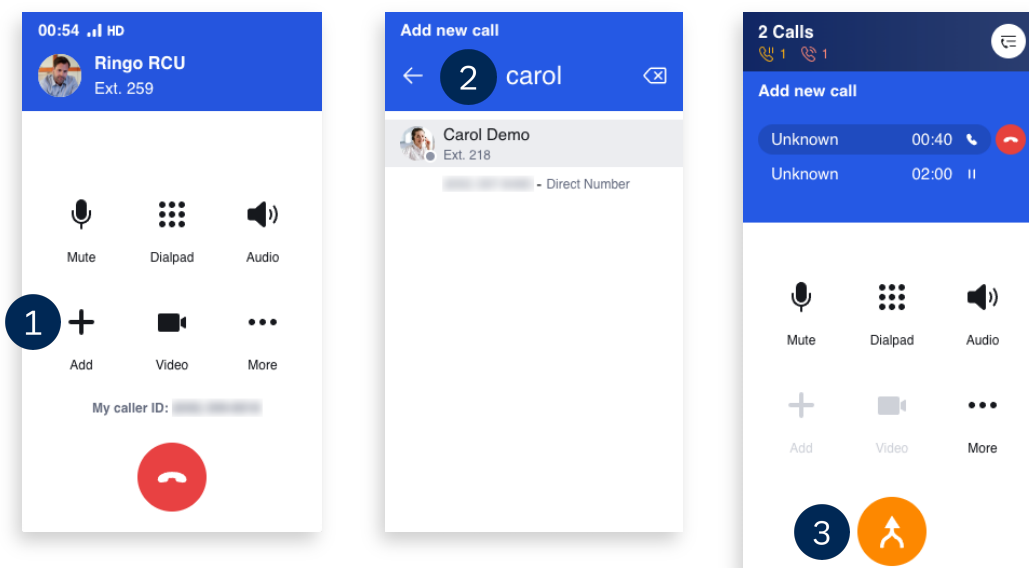 00:54 HD
Ringo RCU
Ext. 259
Mute Dialpad Audio
1
Add Video More
My caller ID:
Add new call
2 carol
Carol Demo
Ext. 218
- Direct Number
2 Calls
1 1
Add new call
Unknown 00:40
Unknown 02:00
Mute Dialpad Audio
Add Video More
3